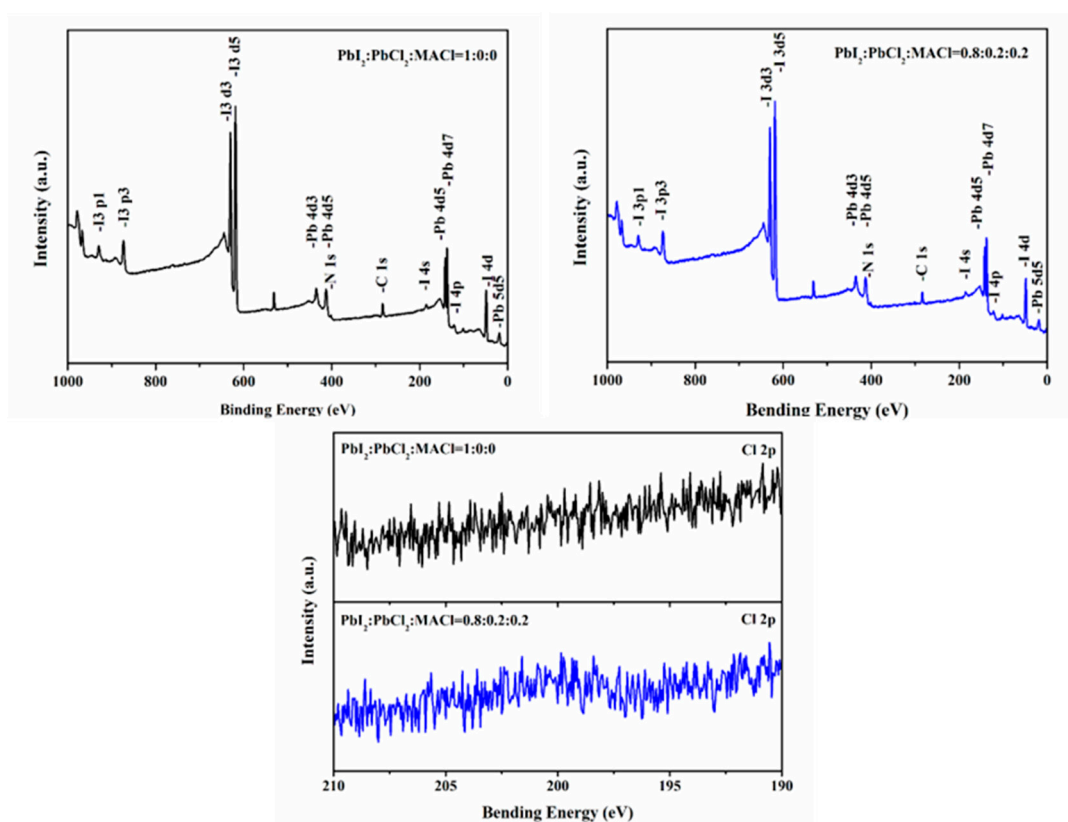 PbI₂:PbCl₂:MACl=1:0:0
-I3 p1
-I3 p3
-I3 d3
-I3 d5
-Pb 4d3
-Pb 4d5
-N 1s
-C 1s
-I 4s
-Pb 4d5
-Pb 4d7
-I 4p
-I 4d
-Pb 5d5
Intensity (a.u.)
1000 800 600 400 200 0
Binding Energy (eV)
PbI₂:PbCl₂:MACl=0.8:0.2:0.2
-I 3p1
-I 3p3
-I 3d3
-I 3d5
-Pb 4d3
-Pb 4d5
-N 1s
-C 1s
-I 4s
-Pb 4d5
-Pb 4d7
-I 4p
-I 4d
-Pb 5d5
Intensity (a.u.)
1000 800 600 400 200 0
Bending Energy (eV)
PbI₂:PbCl₂:MACl=1:0:0 Cl 2p
PbI₂:PbCl₂:MACl=0.8:0.2:0.2 Cl 2p
Intensity (a.u.)
210 205 200 195 190
Bending Energy (eV)